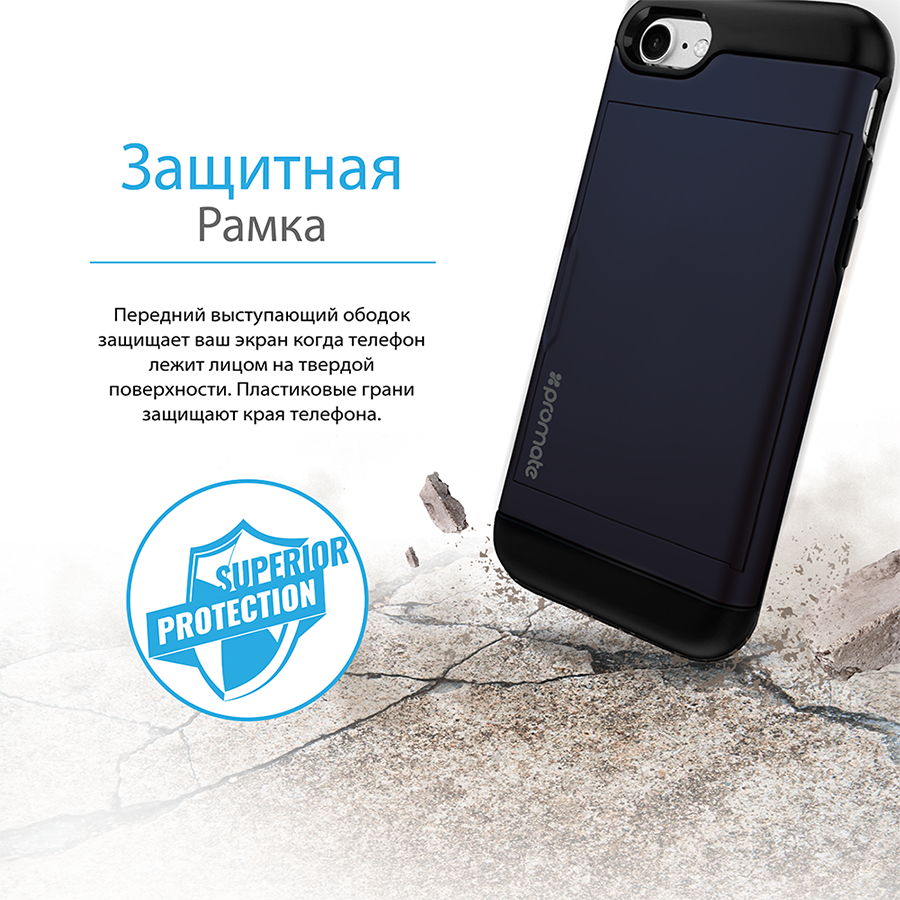 Защитная
Рамка
Передний выступающий ободок
защищает ваш экран когда телефон
лежит лицом на твердой
поверхности. Пластиковые грани
защищают края телефона.
SUPERIOR
PROTECTION
promate